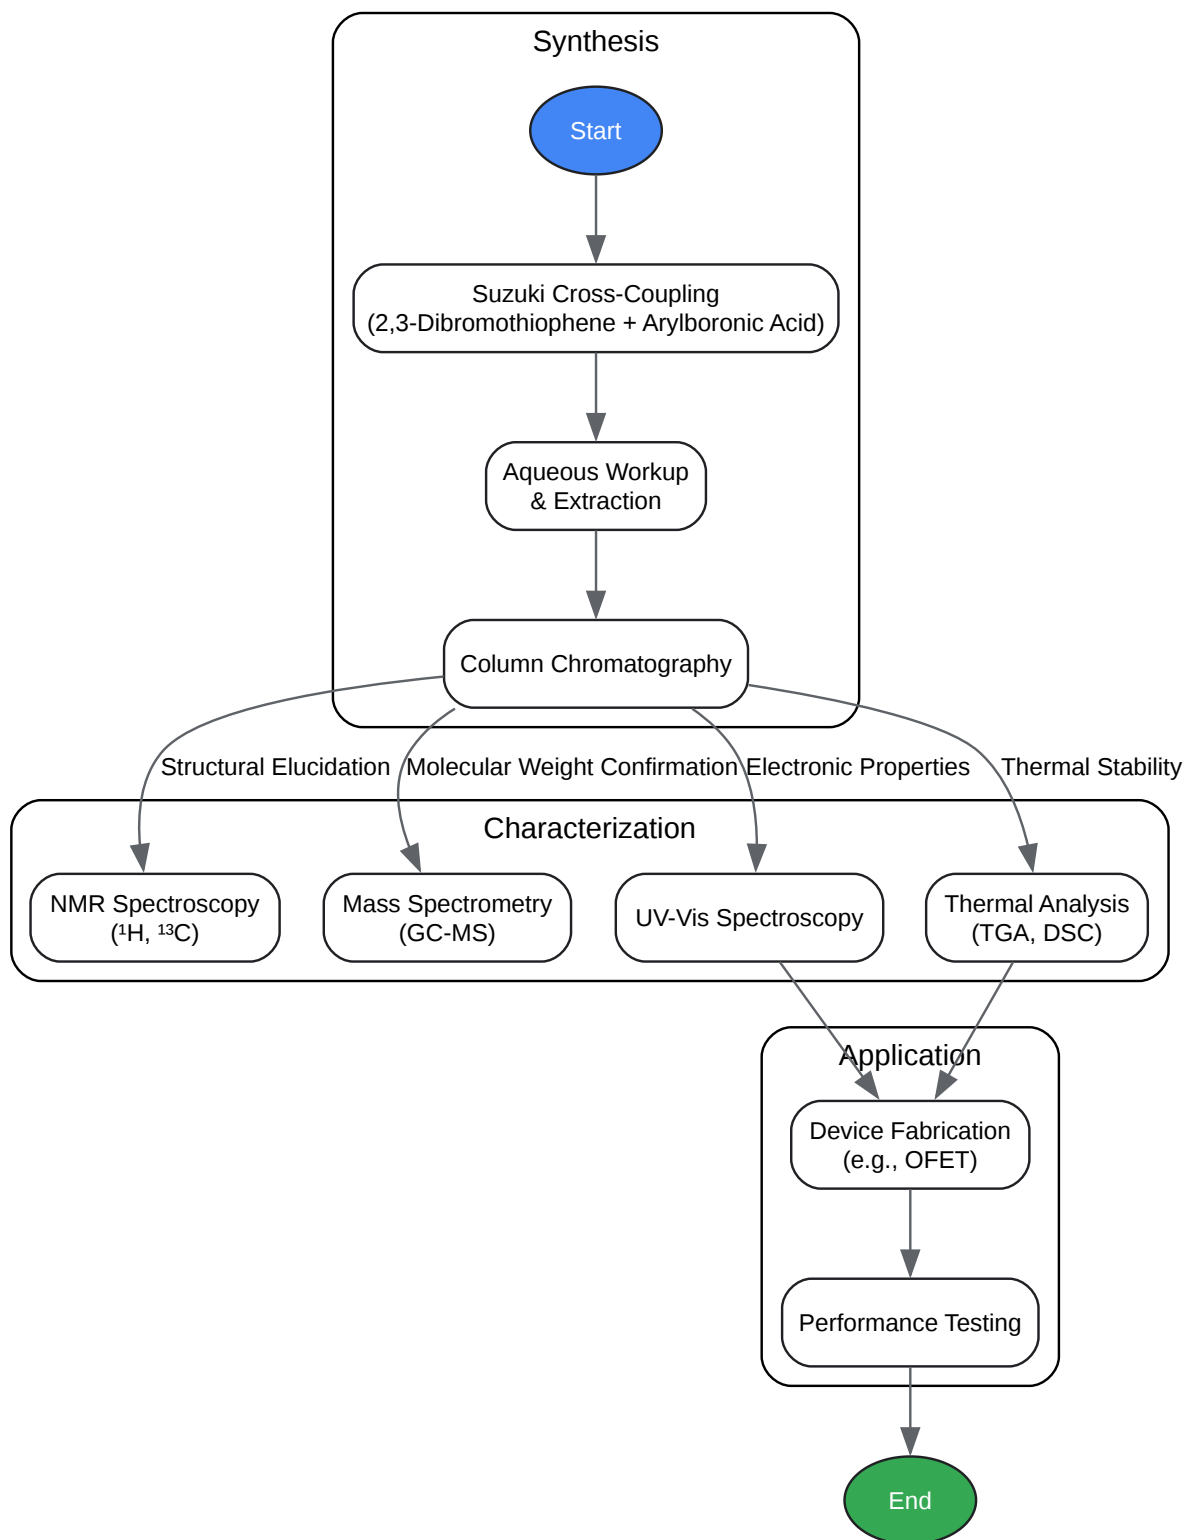 Synthesis
Start
Suzuki Cross-Coupling
(2,3-Dibromothiophene + Arylboronic Acid)
Aqueous Workup
& Extraction
Column Chromatography
Structural Elucidation
Molecular Weight Confirmation
Electronic Properties
Thermal Stability
Characterization
NMR Spectroscopy
(¹H, ¹³C)
Mass Spectrometry
(GC-MS)
UV-Vis Spectroscopy
Thermal Analysis
(TGA, DSC)
Application
Device Fabrication
(e.g., OFET)
Performance Testing
End